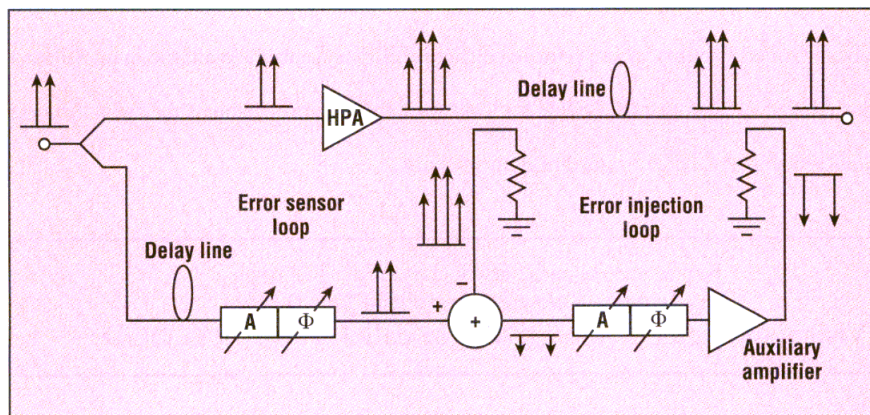 HPA
Delay line
Error sensor
loop
Error injection
loop
Delay line
A Φ
−
+
+
A Φ
Auxiliary
amplifier